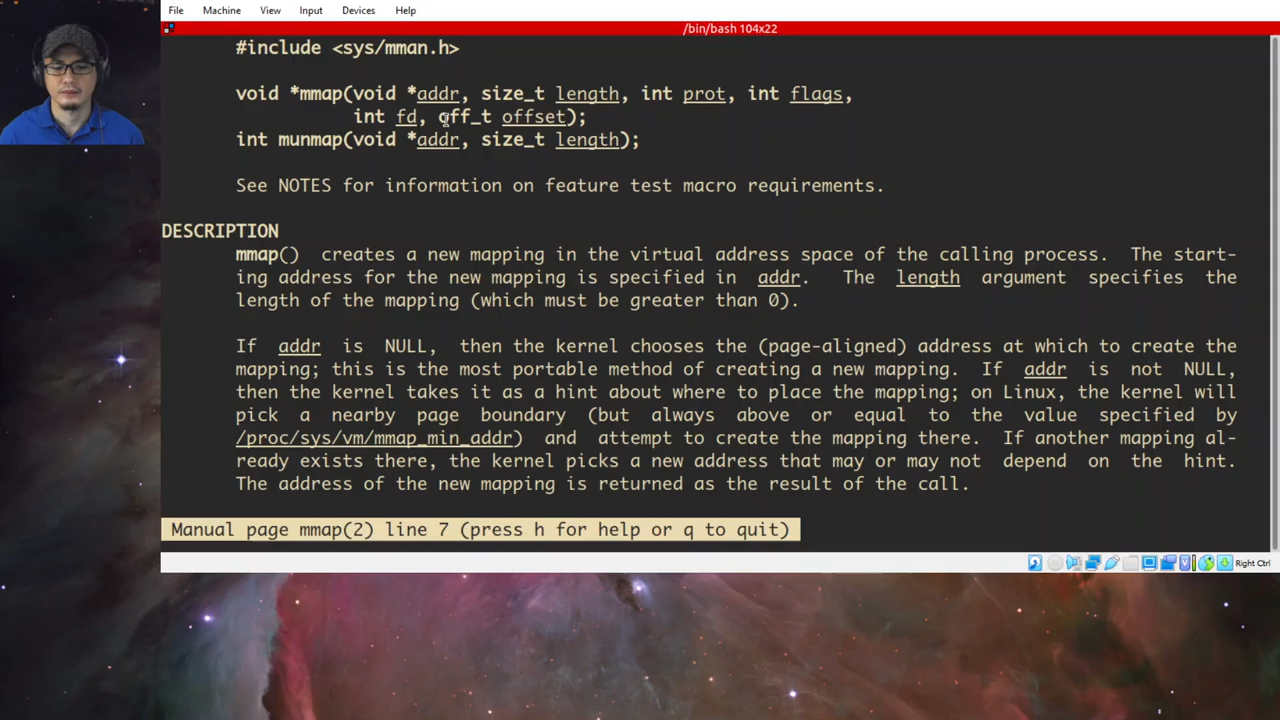 File Machine View Input Devices Help
/bin/bash 104x22
#include <sys/mman.h>
void *mmap(void *addr, size_t length, int prot, int flags,
int fd, off_t offset);
int munmap(void *addr, size_t length);
See NOTES for information on feature test macro requirements.
DESCRIPTION
mmap() creates a new mapping in the virtual address space of the calling process. The start-
ing address for the new mapping is specified in addr. The length argument specifies the
length of the mapping (which must be greater than 0).
If addr is NULL, then the kernel chooses the (page-aligned) address at which to create the
mapping; this is the most portable method of creating a new mapping. If addr is not NULL,
then the kernel takes it as a hint about where to place the mapping; on Linux, the kernel will
pick a nearby page boundary (but always above or equal to the value specified by
/proc/sys/vm/mmap_min_addr) and attempt to create the mapping there. If another mapping al-
ready exists there, the kernel picks a new address that may or may not depend on the hint.
The address of the new mapping is returned as the result of the call.
Manual page mmap(2) line 7 (press h for help or q to quit)
Right Ctrl